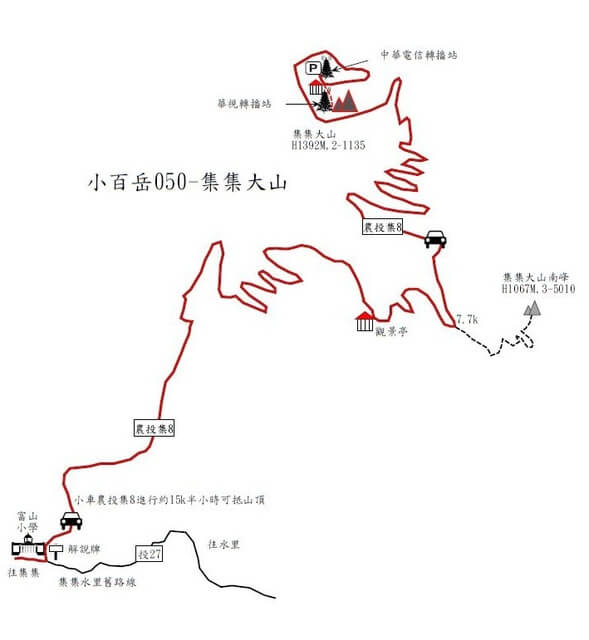 中華電信轉播站
P
華視轉播站
集集大山
H1392M,2-1135
小百岳050-集集大山
農投集8
集集大山南峰
H1067M,3-5010
7.7k
觀景亭
農投集8
小車農投集8進行約15k半小時可抵山頂
富山
小學
解說牌
投27
往水里
往集集
集集水里舊路線